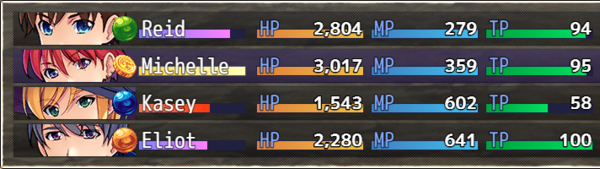 Reid HP 2,804 MP 279 TP 94
Michelle HP 3,017 MP 359 TP 95
Kasey HP 1,543 MP 602 TP 58
Eliot HP 2,280 MP 641 TP 100